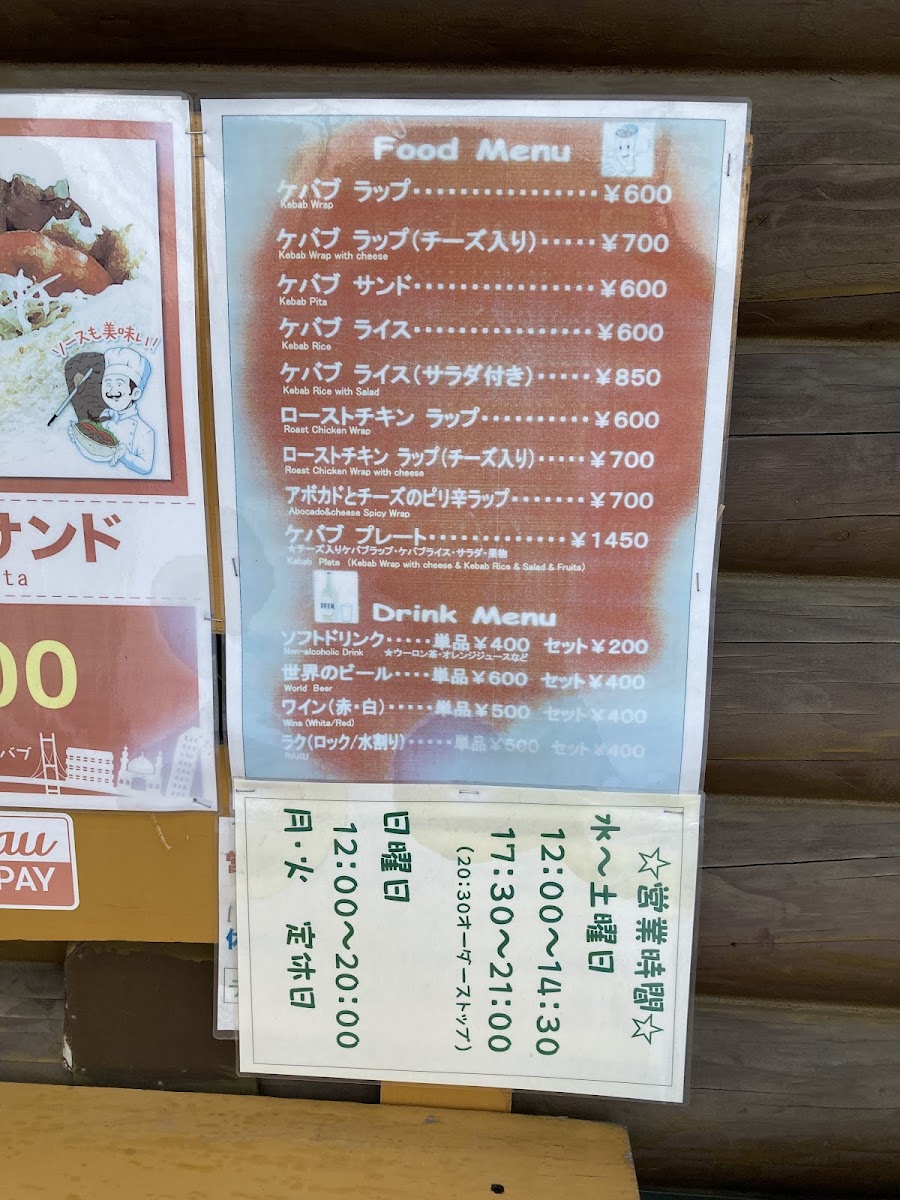 Food Menu
ケバブ ラップ・・・・・・・・・・・・・・・・・￥600
Kebab Wrap
ケバブ ラップ(チーズ入り)・・・・・￥700
Kebab Wrap with cheese
ケバブ サンド・・・・・・・・・・・・・・・・・￥600
Kebab Pita
ケバブ ライス・・・・・・・・・・・・・・・・・￥600
Kebab Rice
ケバブ ライス(サラダ付き)・・・・・￥850
Kebab Rice with Salad
ローストチキン ラップ・・・・・・・・・・￥600
Roast Chicken Wrap
ローストチキン ラップ(チーズ入り)・・・・・￥700
Roast Chicken Wrap with cheese
アボカドとチーズのピリ辛ラップ・・・・・・・￥700
Abocado&cheese Spicy Wrap
ケバブ プレート・・・・・・・・・・・・・￥1450
★チーズ入りケバブラップ・ケバブライス・サラダ・果物
Kebab Plate (Kebab Wrap with cheese & Kebab Rice & Salad & Fruits)
Drink Menu
ソフトドリンク・・・・・単品￥400 セット￥200
Non-alcoholic Drink ★ウーロン茶・オレンジジュースなど
世界のビール・・・・単品￥600 セット￥400
World Beer
ワイン(赤・白)・・・・・単品￥500 セット￥400
Wine (White/Red)
ラク(ロック/水割り)・・・・・単品￥500 セット￥400
RAKU
ソースも美味い!!
サンド
ta
00
バブ
au
PAY
☆営業時間☆
水～土曜日
12:00～14:30
17:30～21:00
(20:30オーダーストップ)
日曜日
12:00～20:00
月・火 定休日